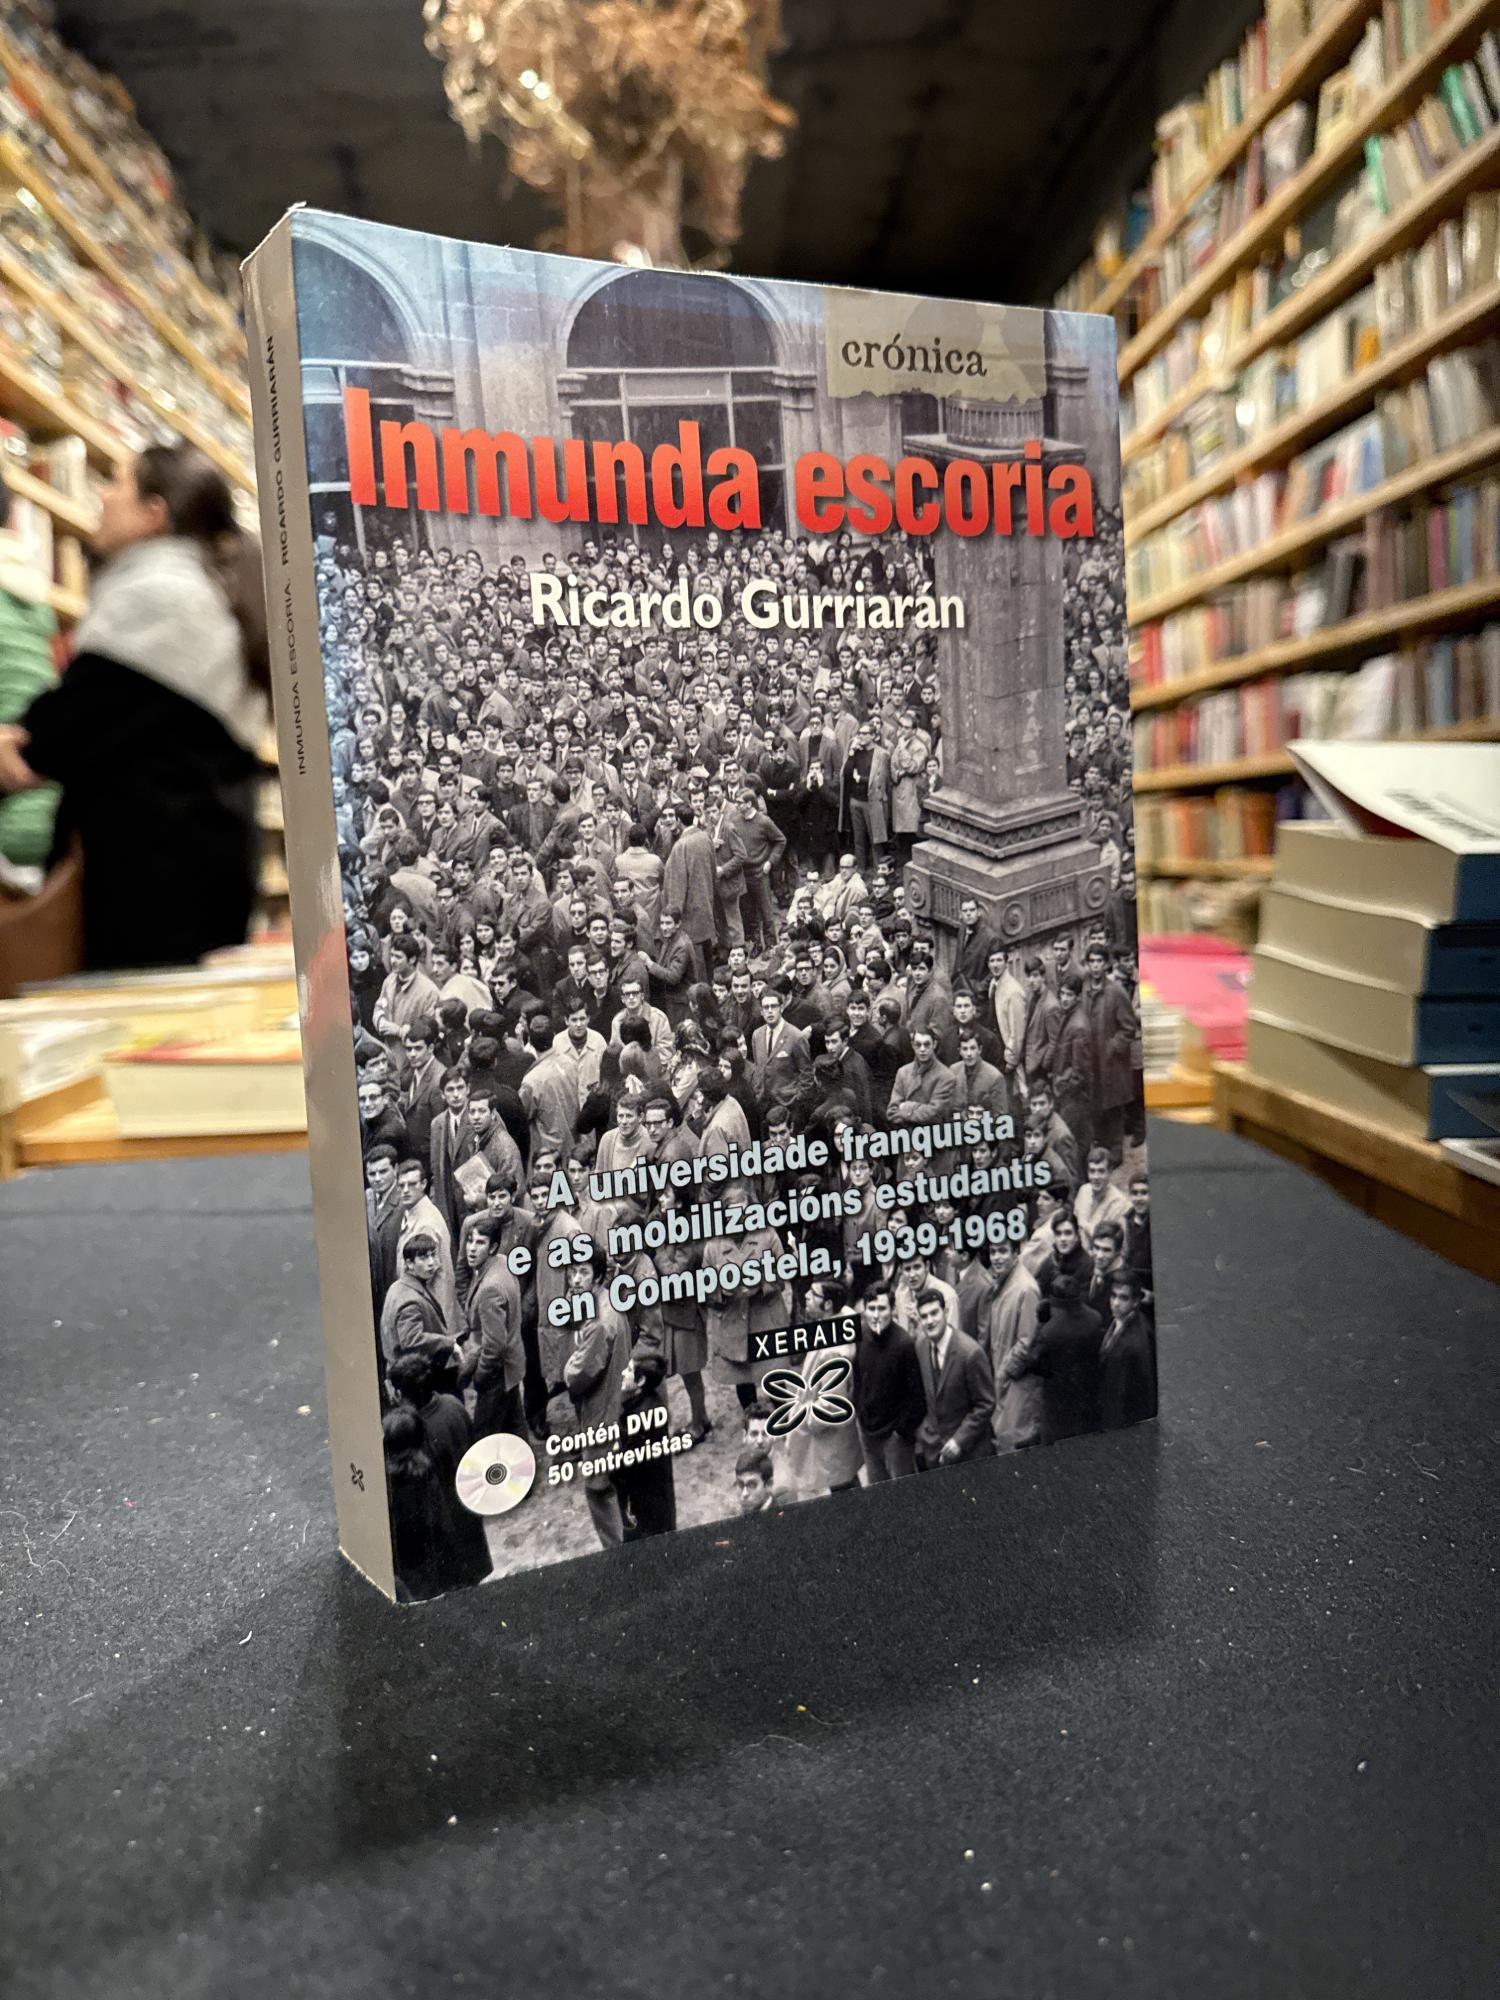 crónica
Inmunda escoria
Ricardo Gurriarán
A universidade franquista
e as mobilizacións estudantís
en Compostela, 1939-1968
XERAIS
Contén DVD
50 entrevistas
INMUNDA ESCORIA. RICARDO GURRIARÁN